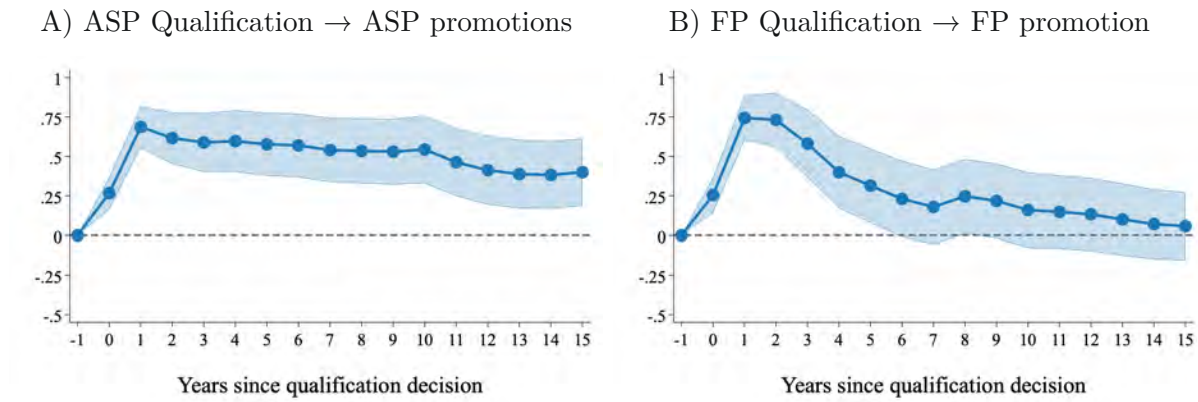 A) ASP Qualification → ASP promotions
1
.75
.5
.25
0
-.25
-.5
-1 0 1 2 3 4 5 6 7 8 9 10 11 12 13 14 15
Years since qualification decision
B) FP Qualification → FP promotion
1
.75
.5
.25
0
-.25
-.5
-1 0 1 2 3 4 5 6 7 8 9 10 11 12 13 14 15
Years since qualification decision